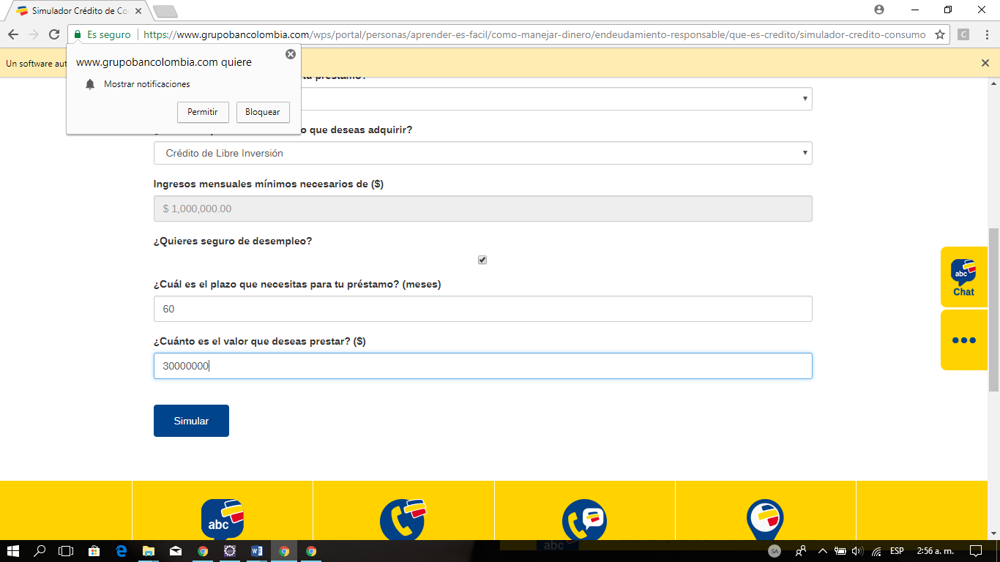 Simulador Crédito de Co
Es seguro
https://www.grupobancolombia.com/wps/portal/personas/aprender-es-facil/como-manejar-dinero/endeudamiento-responsable/que-es-credito/simulador-credito-consumo
C
Un software aut
www.grupobancolombia.com quiere
Mostrar notificaciones
Permitir
Bloquear
tu préstamo?
que deseas adquirir?
Crédito de Libre Inversión
Ingresos mensuales mínimos necesarios de ($)
$ 1,000,000.00
¿Quieres seguro de desempleo?
¿Cuál es el plazo que necesitas para tu préstamo? (meses)
60
¿Cuánto es el valor que deseas prestar? ($)
30000000
Simular
abc
Chat
abc
abc
SA
ESP
2:56 a. m.